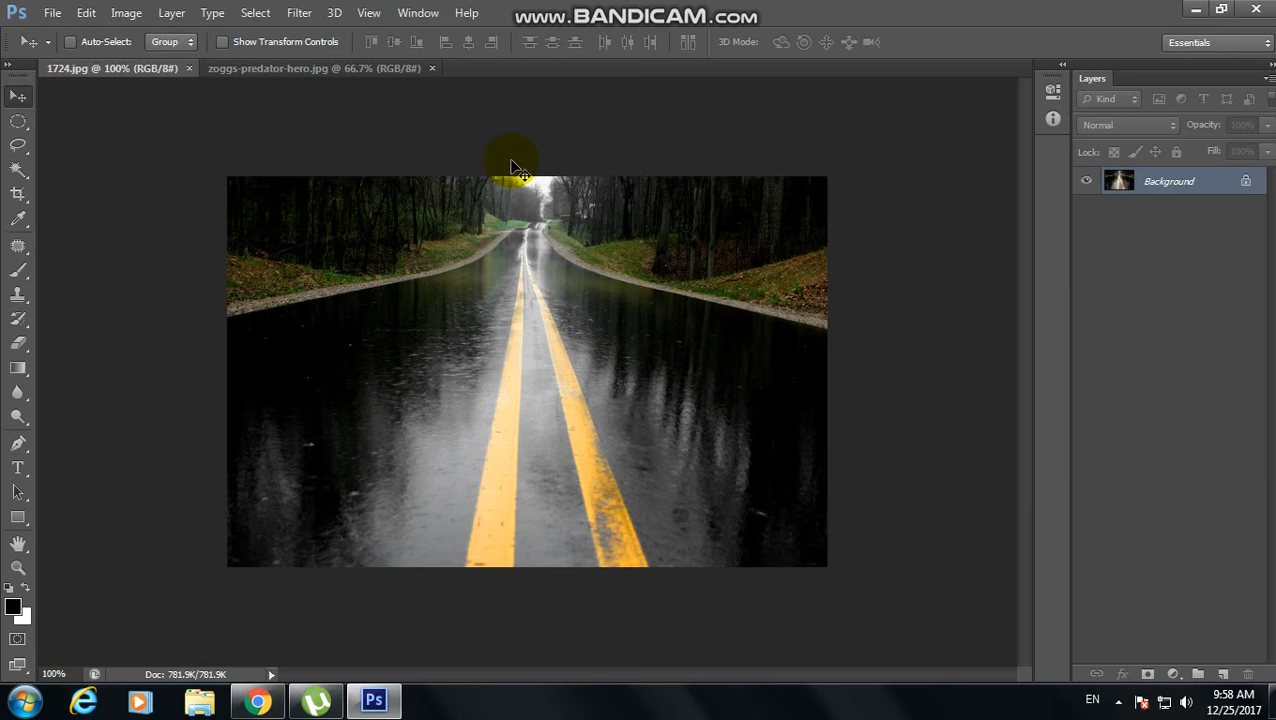 Ps File Edit Image Layer Type Select Filter 3D View Window Help www.BANDICAM.com
Auto-Select: Group Show Transform Controls 3D Mode: Essentials
1724.jpg @ 100% (RGB/8#) × zoggs-predator-hero.jpg @ 66.7% (RGB/8#) ×
Layers
Kind
Normal Opacity: 100%
Lock: Fill: 100%
Background
T
100% Doc: 781.9K/781.9K
Ps EN 9:58 AM
12/25/2017